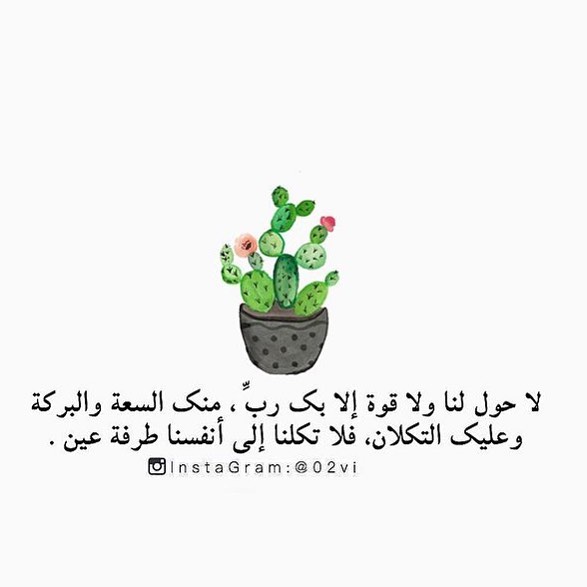 لا حول لنا ولا قوة إلا بک ربِّ ، منک السعة والبركة
وعليک التكلان، فلا تكلنا إلى أنفسنا طرفة عين .
InstaGram:@02vi